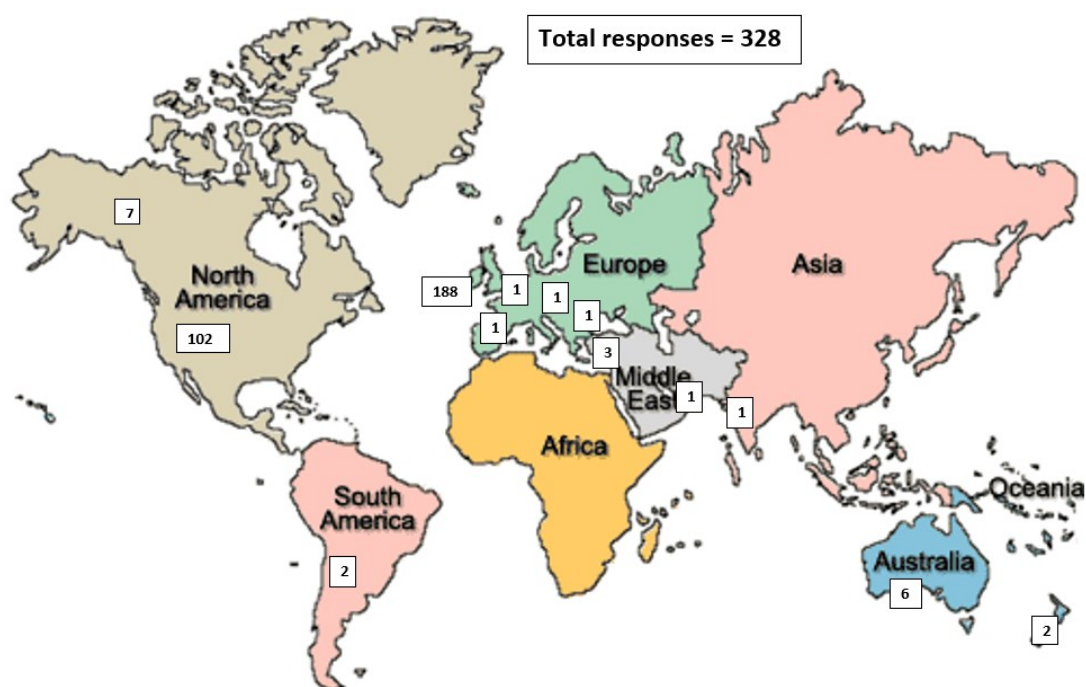 Total responses = 328
7
North
America
102
188
1
1
1
1
Europe
Asia
3
Middle
East
1
1
Africa
South
America
2
Oceania
Australia
6
2